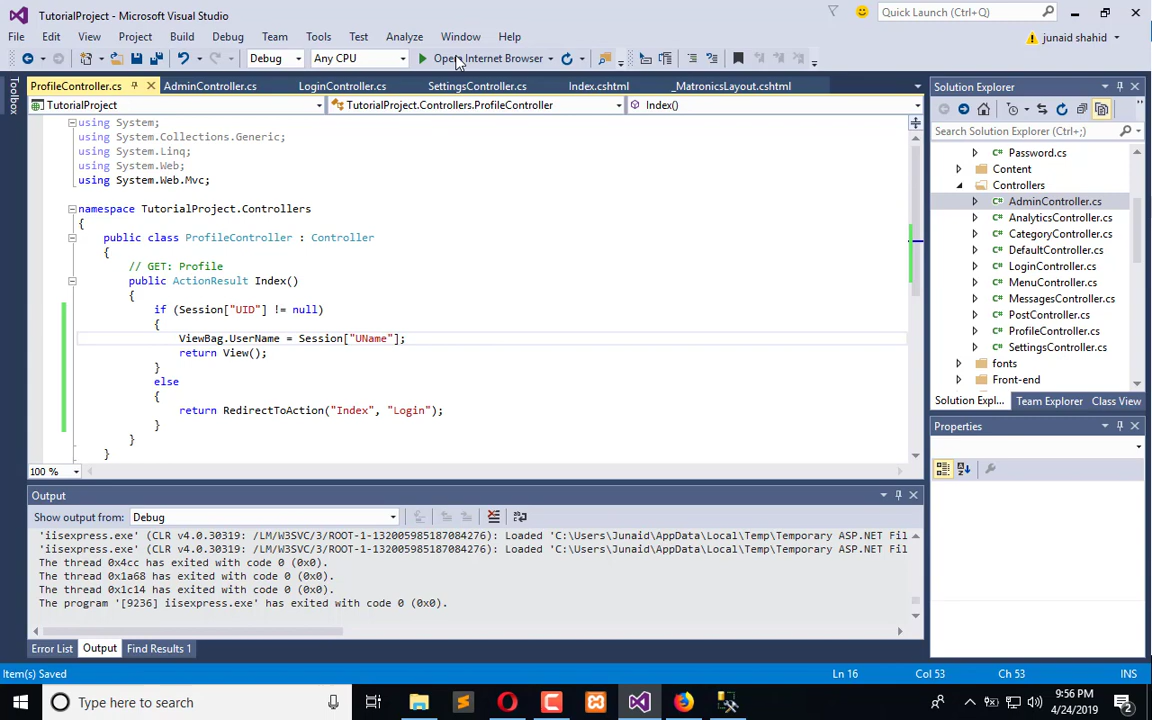 TutorialProject - Microsoft Visual Studio
Quick Launch (Ctrl+Q)
File Edit View Project Build Debug Team Tools Test Analyze Window Help
junaid shahid
Debug Any CPU Open Internet Browser
Toolbox
ProfileController.cs AdminController.cs LoginController.cs SettingsController.cs Index.cshtml _MatronicsLayout.cshtml
TutorialProject TutorialProject.Controllers.ProfileController Index()
using System;
using System.Collections.Generic;
using System.Linq;
using System.Web;
using System.Web.Mvc;
namespace TutorialProject.Controllers
{
public class ProfileController : Controller
{
// GET: Profile
public ActionResult Index()
{
if (Session["UID"] != null)
{
ViewBag.UserName = Session["UName"];
return View();
}
else
{
return RedirectToAction("Index", "Login");
}
}
}
100 %
Output
Show output from: Debug
'iisexpress.exe' (CLR v4.0.30319: /LM/W3SVC/3/ROOT-1-132005985187084276): Loaded 'C:\Users\Junaid\AppData\Local\Temp\Temporary ASP.NET Fil
'iisexpress.exe' (CLR v4.0.30319: /LM/W3SVC/3/ROOT-1-132005985187084276): Loaded 'C:\Users\Junaid\AppData\Local\Temp\Temporary ASP.NET Fil
The thread 0x4cc has exited with code 0 (0x0).
The thread 0x1a68 has exited with code 0 (0x0).
The thread 0x1c14 has exited with code 0 (0x0).
The program '[9236] iisexpress.exe' has exited with code 0 (0x0).
Error List Output Find Results 1
Solution Explorer
Search Solution Explorer (Ctrl+;)
Password.cs
Content
Controllers
AdminController.cs
AnalyticsController.cs
CategoryController.cs
DefaultController.cs
LoginController.cs
MenuController.cs
MessagesController.cs
PostController.cs
ProfileController.cs
SettingsController.cs
fonts
Front-end
Solution Expl... Team Explorer Class View
Properties
Item(s) Saved Ln 16 Col 53 Ch 53 INS
Type here to search
9:56 PM
4/24/2019
2